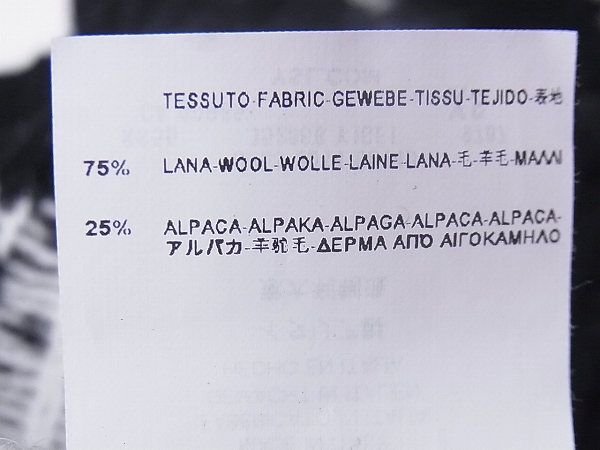 TESSUTO-FABRIC-GEWEBE-TISSU-TEJIDO-表地
75% LANA-WOOL-WOLLE-LAINE-LANA-毛-羊毛-ΜΑΛΛΙ
25% ALPACA-ALPAKA-ALPAGA-ALPACA-ALPACA-
アルパカ-羊驼毛-ΔΕΡΜΑ ΑΠΌ ΑΙΓΟΚΑΜΗΛΟ